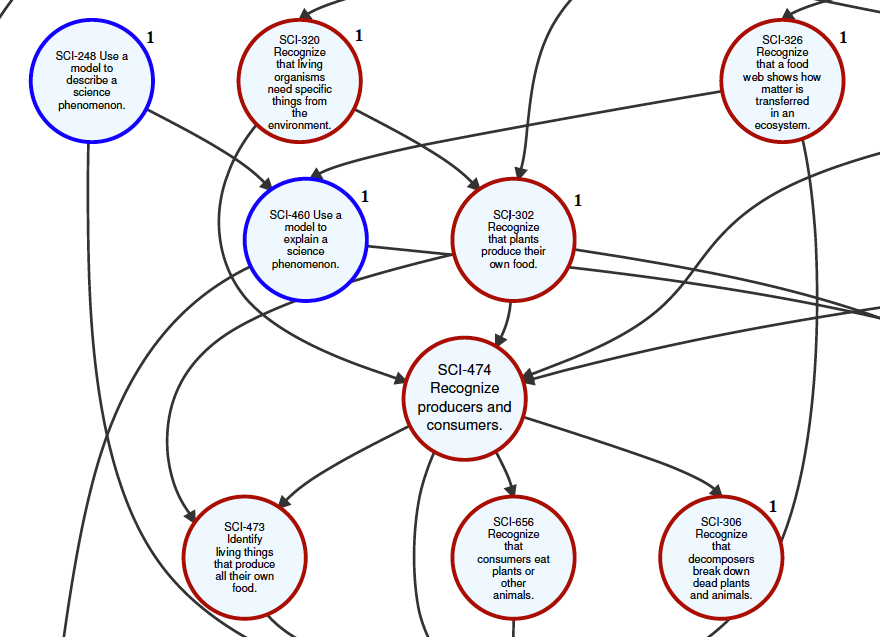 SCI-248 Use a
model to
describe a
science
phenomenon.
1
SCI-320
Recognize
that living
organisms
need specific
things from
the
environment.
1
SCI-326
Recognize
that a food
web shows how
matter is
transferred
in an
ecosystem.
1
SCI-460 Use a
model to
explain a
science
phenomenon.
1
SCI-302
Recognize
that plants
produce their
own food.
1
SCI-474
Recognize
producers and
consumers.
SCI-473
Identify
living things
that produce
all their own
food.
SCI-656
Recognize
that
consumers eat
plants or
other
animals.
SCI-306
Recognize
that
decomposers
break down
dead plants
and animals.
1